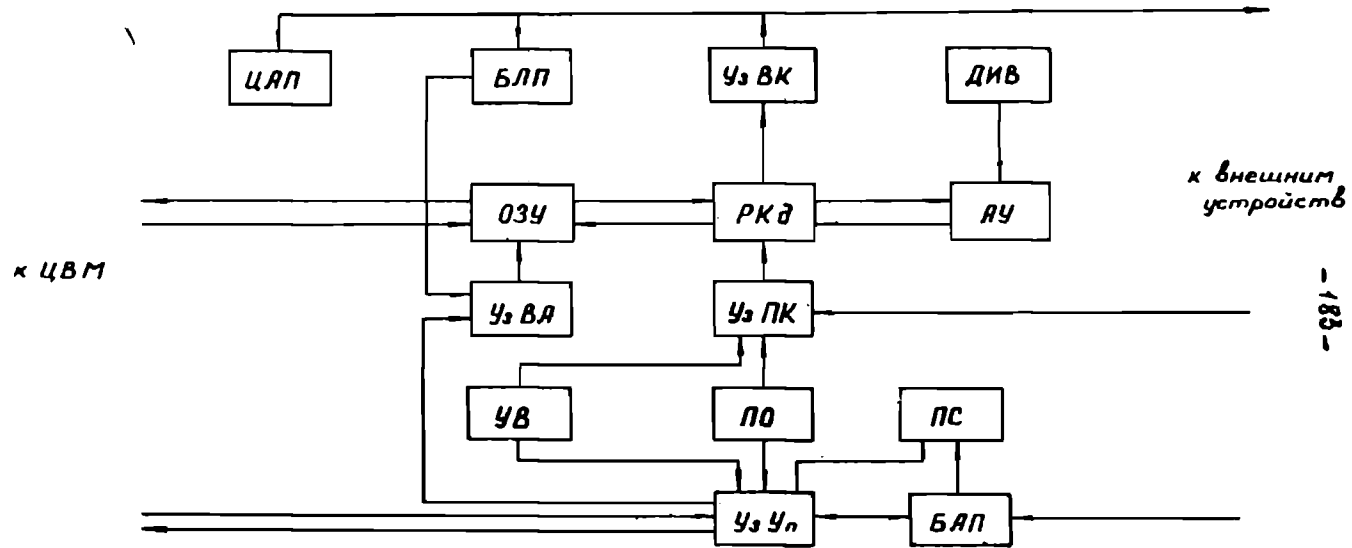 ЦАП
БЛП
Уз ВК
ДИВ
к внешним
устройств
ОЗУ
РКд
АУ
к ЦВМ
Уз ВА
Уз ПК
-183-
УВ
ПО
ПС
Уз Уп
БАП